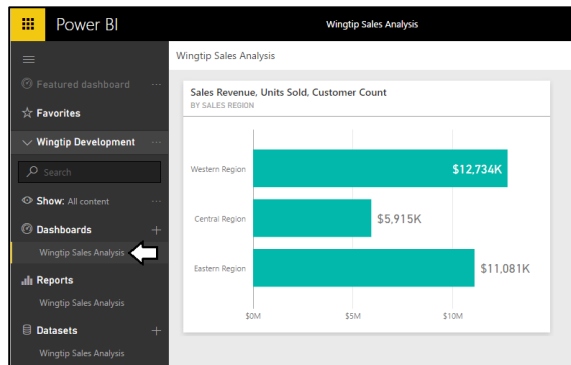 Power BI
Wingtip Sales Analysis
Featured dashboard
Favorites
Wingtip Development
Search
Show: All content
Dashboards
Wingtip Sales Analysis
Reports
Wingtip Sales Analysis
Datasets
Wingtip Sales Analysis
Wingtip Sales Analysis
Sales Revenue, Units Sold, Customer Count
BY SALES REGION
Western Region $12,734K
Central Region $5,915K
Eastern Region $11,081K
$0M $5M $10M